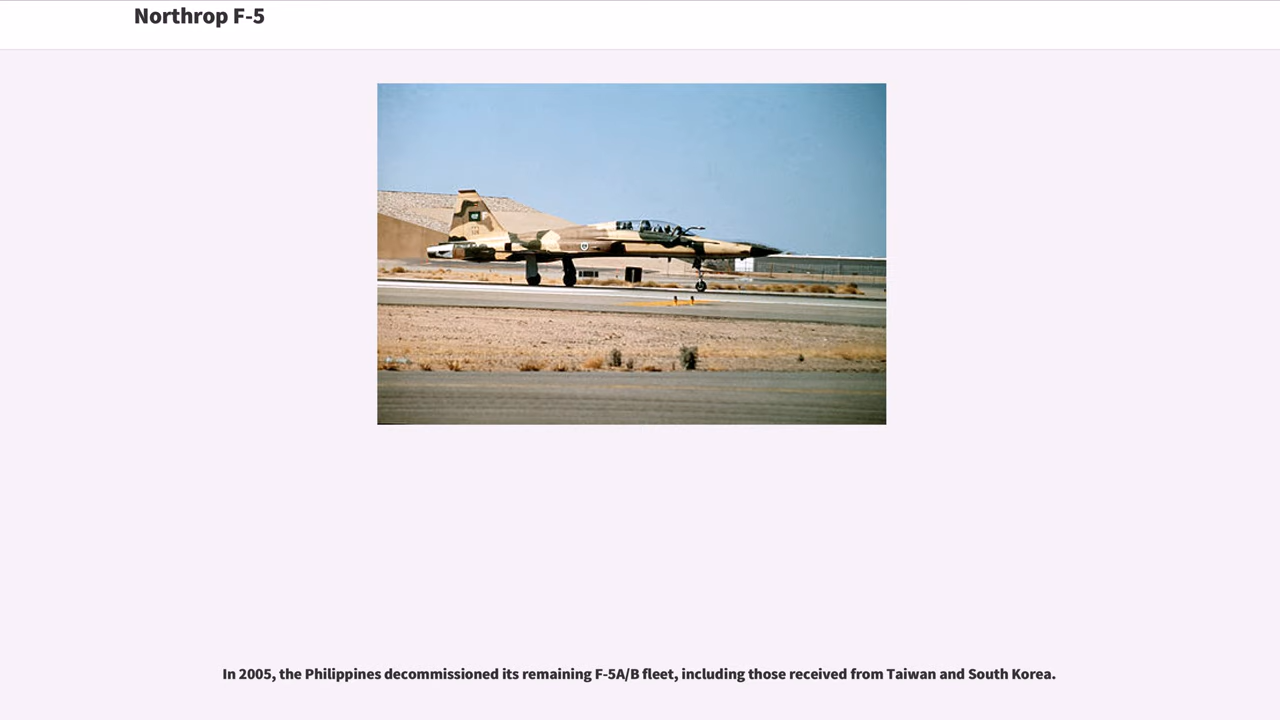 Northrop F-5
In 2005, the Philippines decommissioned its remaining F-5A/B fleet, including those received from Taiwan and South Korea.